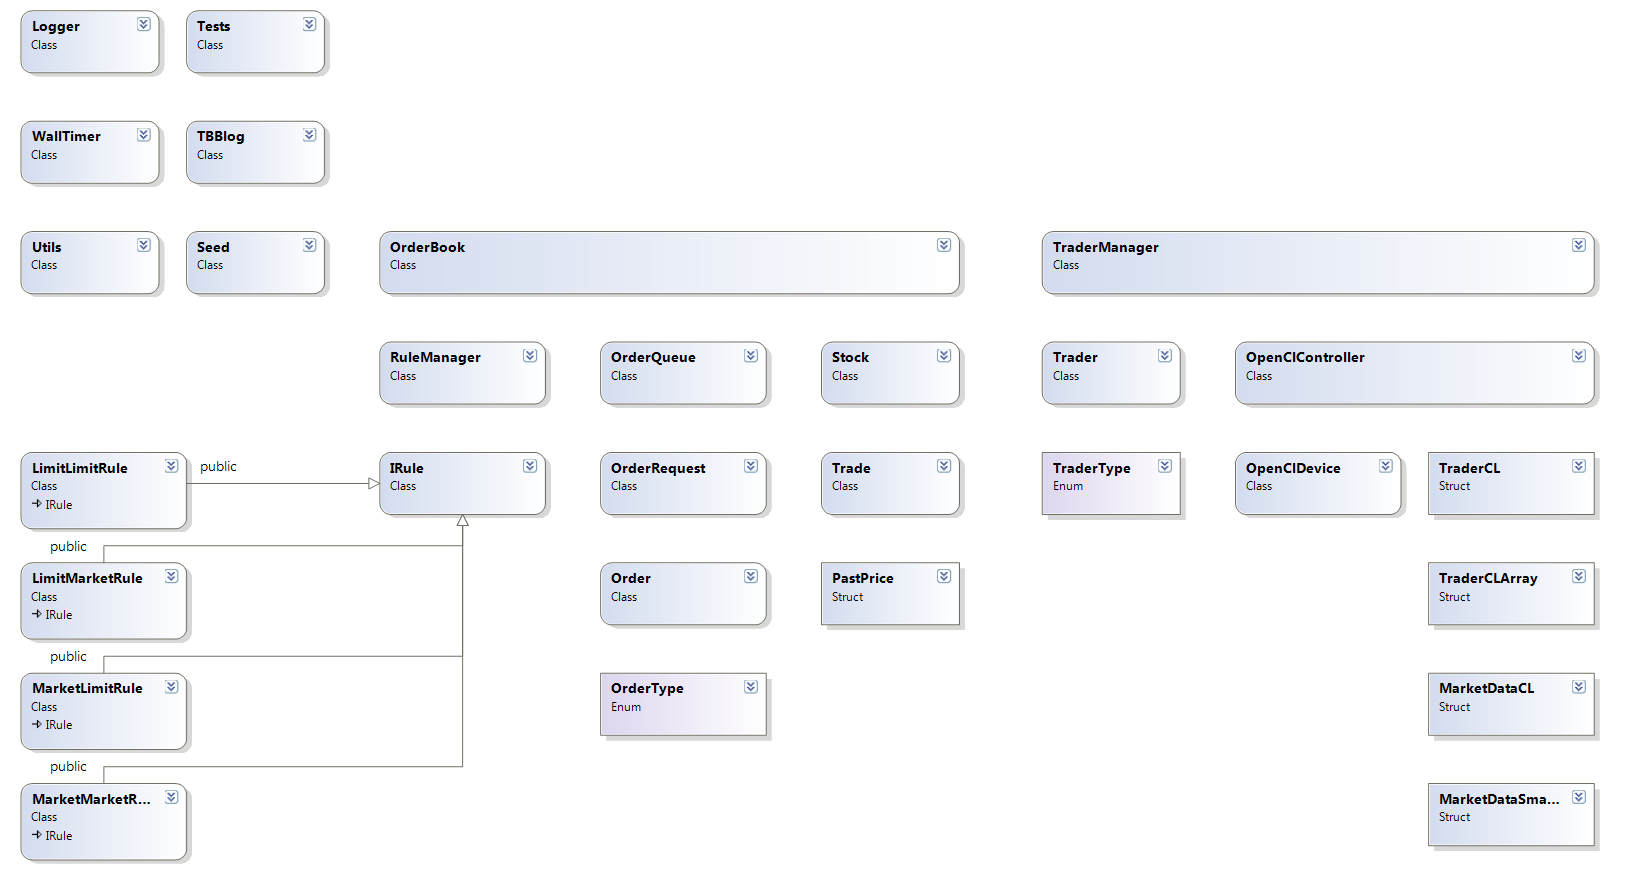 Logger
Class
Tests
Class
WallTimer
Class
TBBlog
Class
Utils
Class
Seed
Class
OrderBook
Class
TraderManager
Class
RuleManager
Class
OrderQueue
Class
Stock
Class
Trader
Class
OpenClController
Class
LimitLimitRule
Class
IRule
public
IRule
Class
OrderRequest
Class
Trade
Class
TraderType
Enum
OpenClDevice
Class
TraderCL
Struct
public
LimitMarketRule
Class
IRule
Order
Class
PastPrice
Struct
TraderCLArray
Struct
public
MarketLimitRule
Class
IRule
OrderType
Enum
MarketDataCL
Struct
public
MarketMarketR...
Class
IRule
MarketDataSma...
Struct